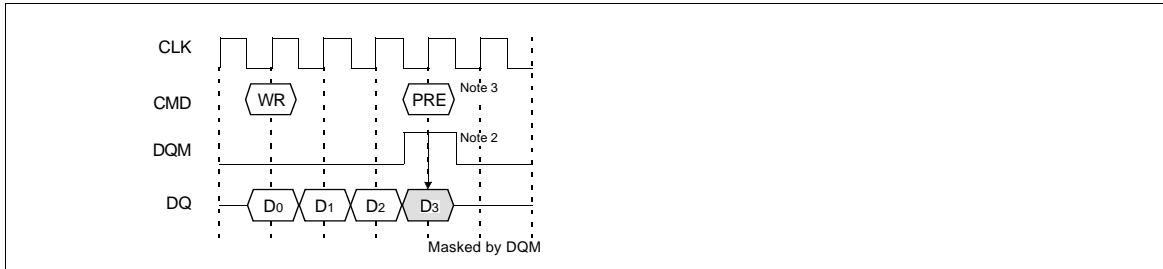 CLK
CMD WR PRE Note 3
DQM Note 2
DQ D0 D1 D2 D3
Masked by DQM